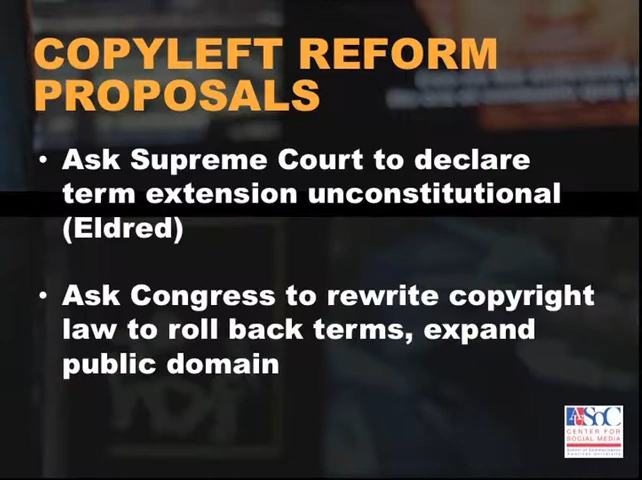 COPYLEFT REFORM
PROPOSALS
• Ask Supreme Court to declare
term extension unconstitutional
(Eldred)
• Ask Congress to rewrite copyright
law to roll back terms, expand
public domain
AUSOC
CENTER FOR
SOCIAL MEDIA